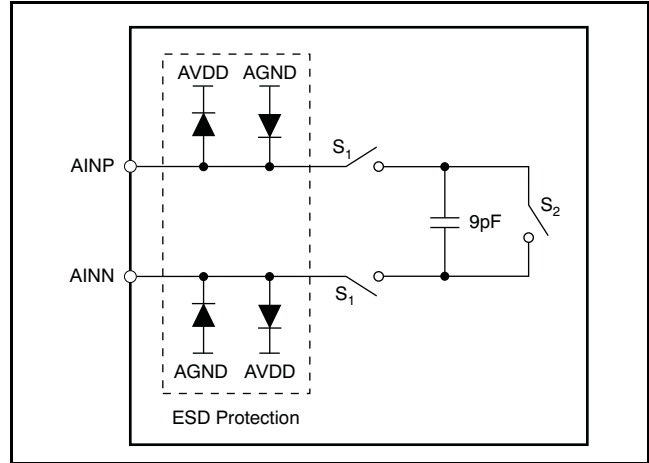 AVDD AGND
AINP
S1
S2
9pF
AINN
S1
AGND AVDD
ESD Protection